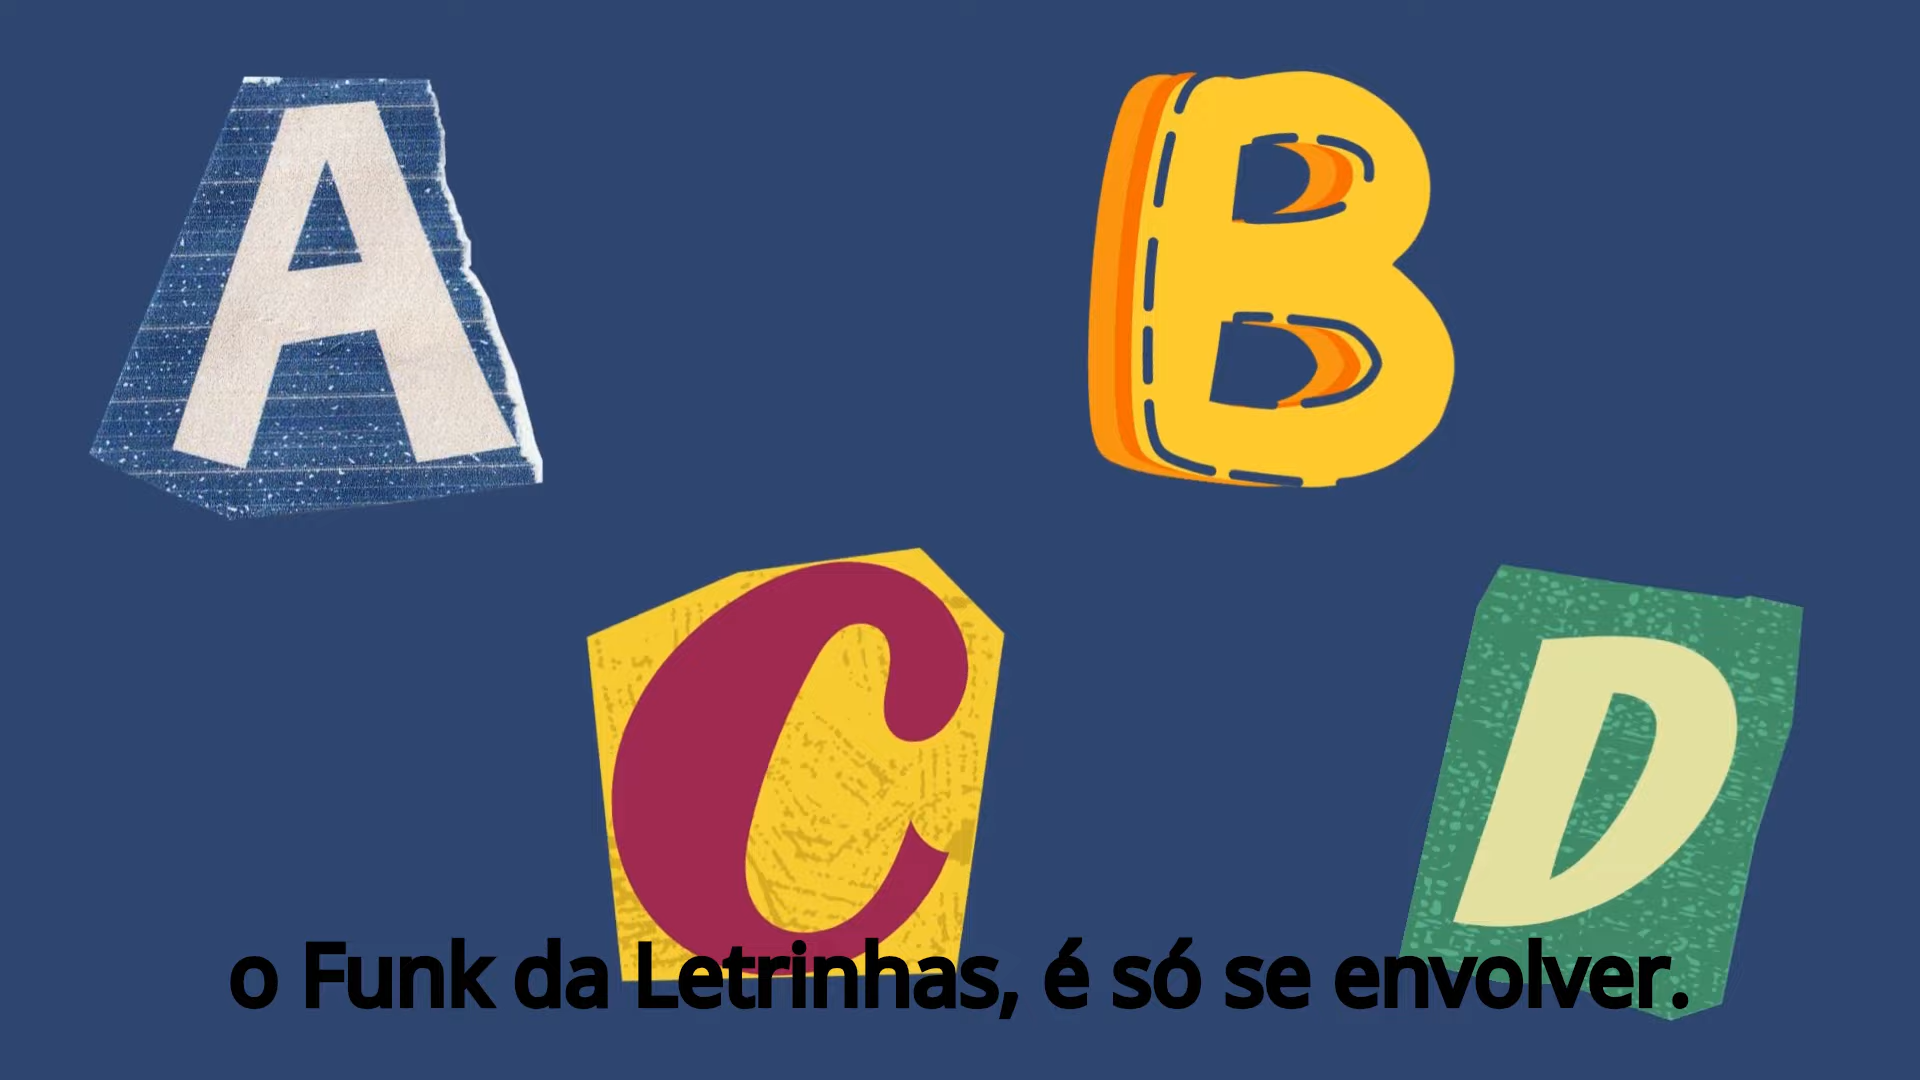 A B
C D
o Funk da Letrinhas, é só se envolver.